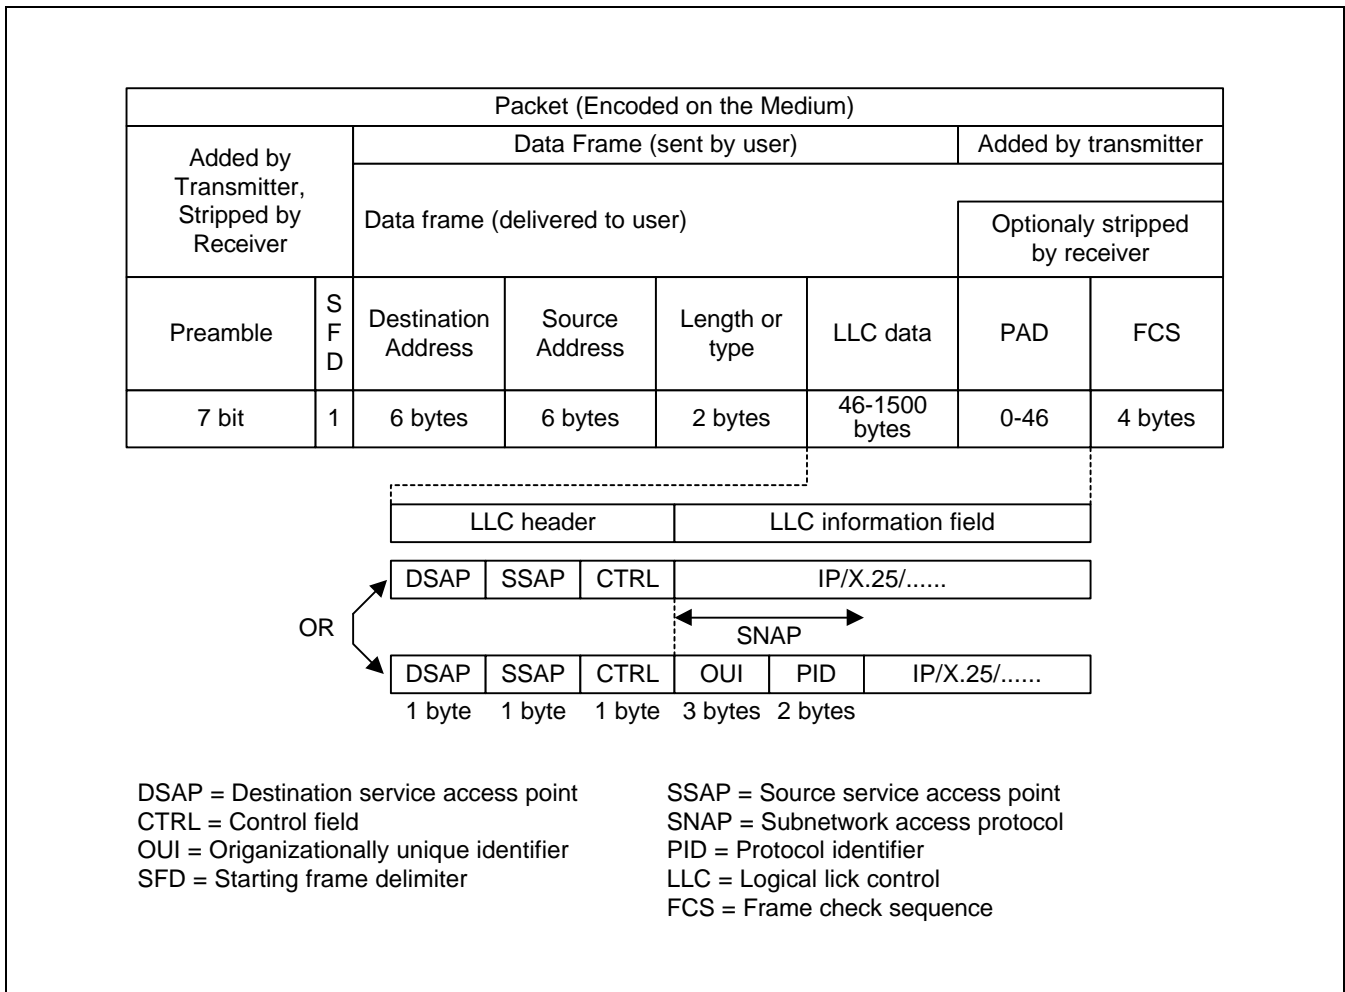 Packet (Encoded on the Medium)
Added by
Transmitter,
Stripped by
Receiver
Data Frame (sent by user)
Added by transmitter
Data frame (delivered to user)
Optionaly stripped
by receiver
Preamble
S
F
D
Destination
Address
Source
Address
Length or
type
LLC data
PAD
FCS
7 bit
1
6 bytes
6 bytes
2 bytes
46-1500
bytes
0-46
4 bytes
LLC header
LLC information field
DSAP
SSAP
CTRL
IP/X.25/......
OR
SNAP
DSAP
SSAP
CTRL
OUI
PID
IP/X.25/......
1 byte
1 byte
1 byte
3 bytes
2 bytes
DSAP = Destination service access point
CTRL = Control field
OUI = Origanizationally unique identifier
SFD = Starting frame delimiter
SSAP = Source service access point
SNAP = Subnetwork access protocol
PID = Protocol identifier
LLC = Logical lick control
FCS = Frame check sequence